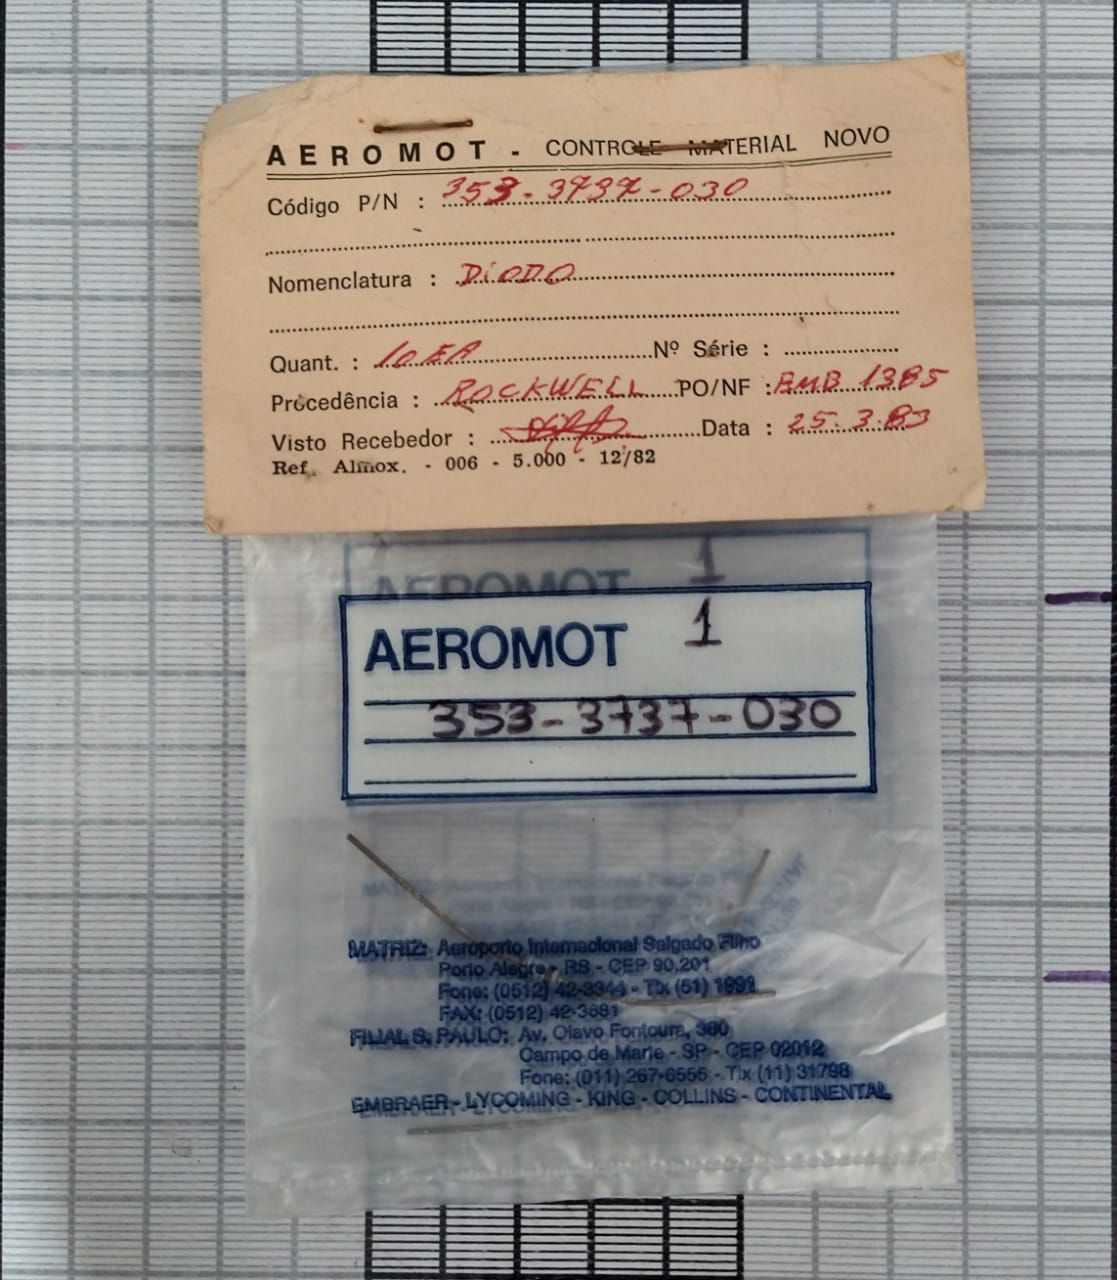 AEROMOT - CONTROLE MATERIAL NOVO
Código P/N : 353-3737-030
Nomenclatura : DIODO
Quant. : 10 EA Nº Série :
Procedência : ROCKWELL PO/NF : EMB 1385
Visto Recebedor : Data : 25.3.83
Ref. Almox. - 006 - 5.000 - 12/82
AEROMOT 1
AEROMOT 1
353-3737-030
MATRIZ: Aeroporto Internacional Salgado Filho
Porto Alegre - RS - CEP 90.201
Fone: (0512) 42-3344 - Tlx (51) 1991
FAX: (0512) 42-3681
FILIAL S. PAULO: Av. Olavo Fontoura, 360
Campo de Marte - SP - CEP 02012
Fone: (011) 267-6555 - Tlx (11) 31798
EMBRAER - LYCOMING - KING - COLLINS - CONTINENTAL